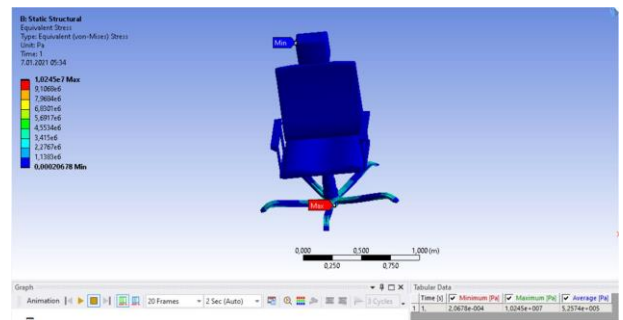 B: Static Structural
Equivalent Stress
Type: Equivalent (von-Mises) Stress
Unit: Pa
Time: 1
7.01.2021 05:34
1,0245e7 Max
9,1068e6
7,9684e6
6,8301e6
5,6917e6
4,5534e6
3,415e6
2,2767e6
1,1383e6
0,00020678 Min
Min
Max
0,000 0,500 1,000 (m)
0,250 0,750
Graph
Animation 20 Frames 2 Sec (Auto) 3 Cycles
Tabular Data
Time [s] Minimum [Pa] Maximum [Pa] Average [Pa]
1 1, 2,0678e-004 1,0245e+007 5,2574e+005